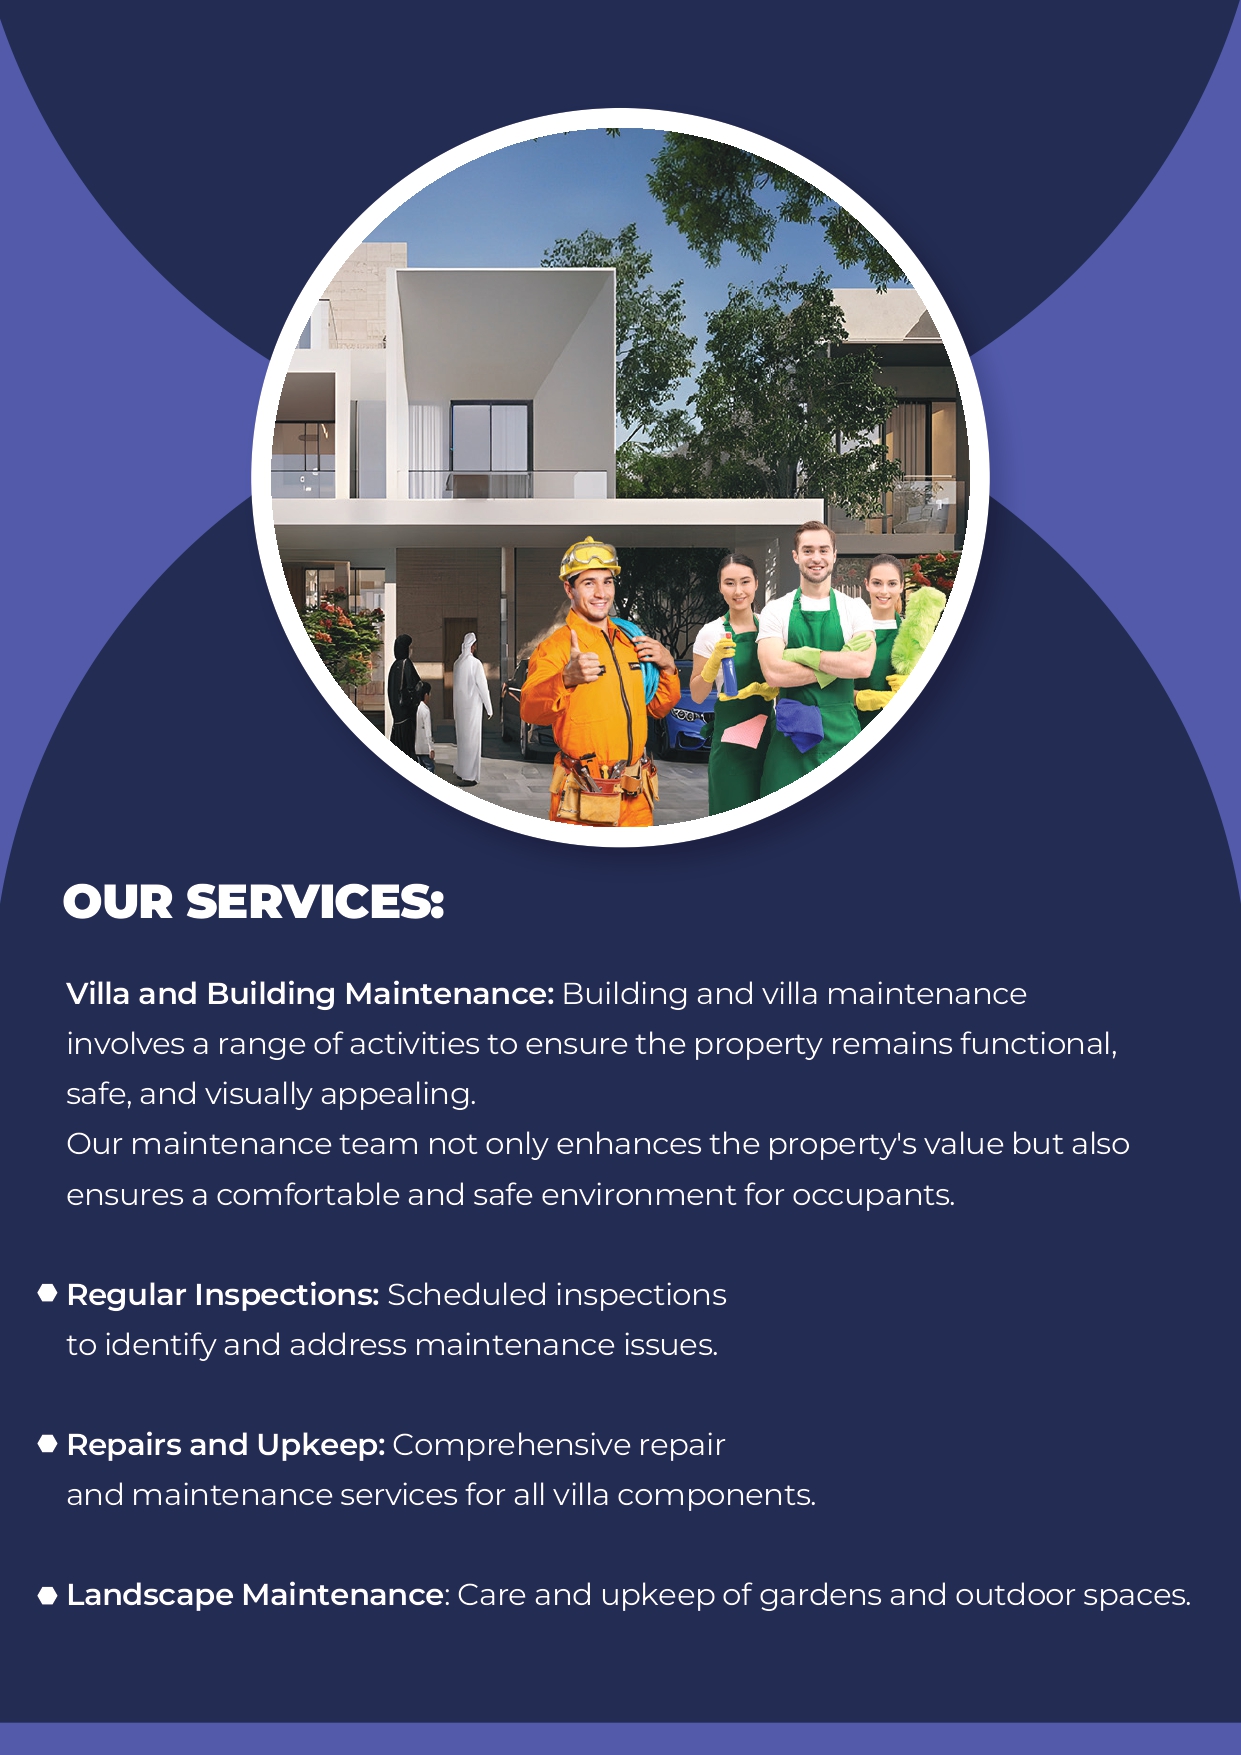 OUR SERVICES:
Villa and Building Maintenance: Building and villa maintenance
involves a range of activities to ensure the property remains functional,
safe, and visually appealing.
Our maintenance team not only enhances the property's value but also
ensures a comfortable and safe environment for occupants.
Regular Inspections: Scheduled inspections
to identify and address maintenance issues.
Repairs and Upkeep: Comprehensive repair
and maintenance services for all villa components.
Landscape Maintenance: Care and upkeep of gardens and outdoor spaces.